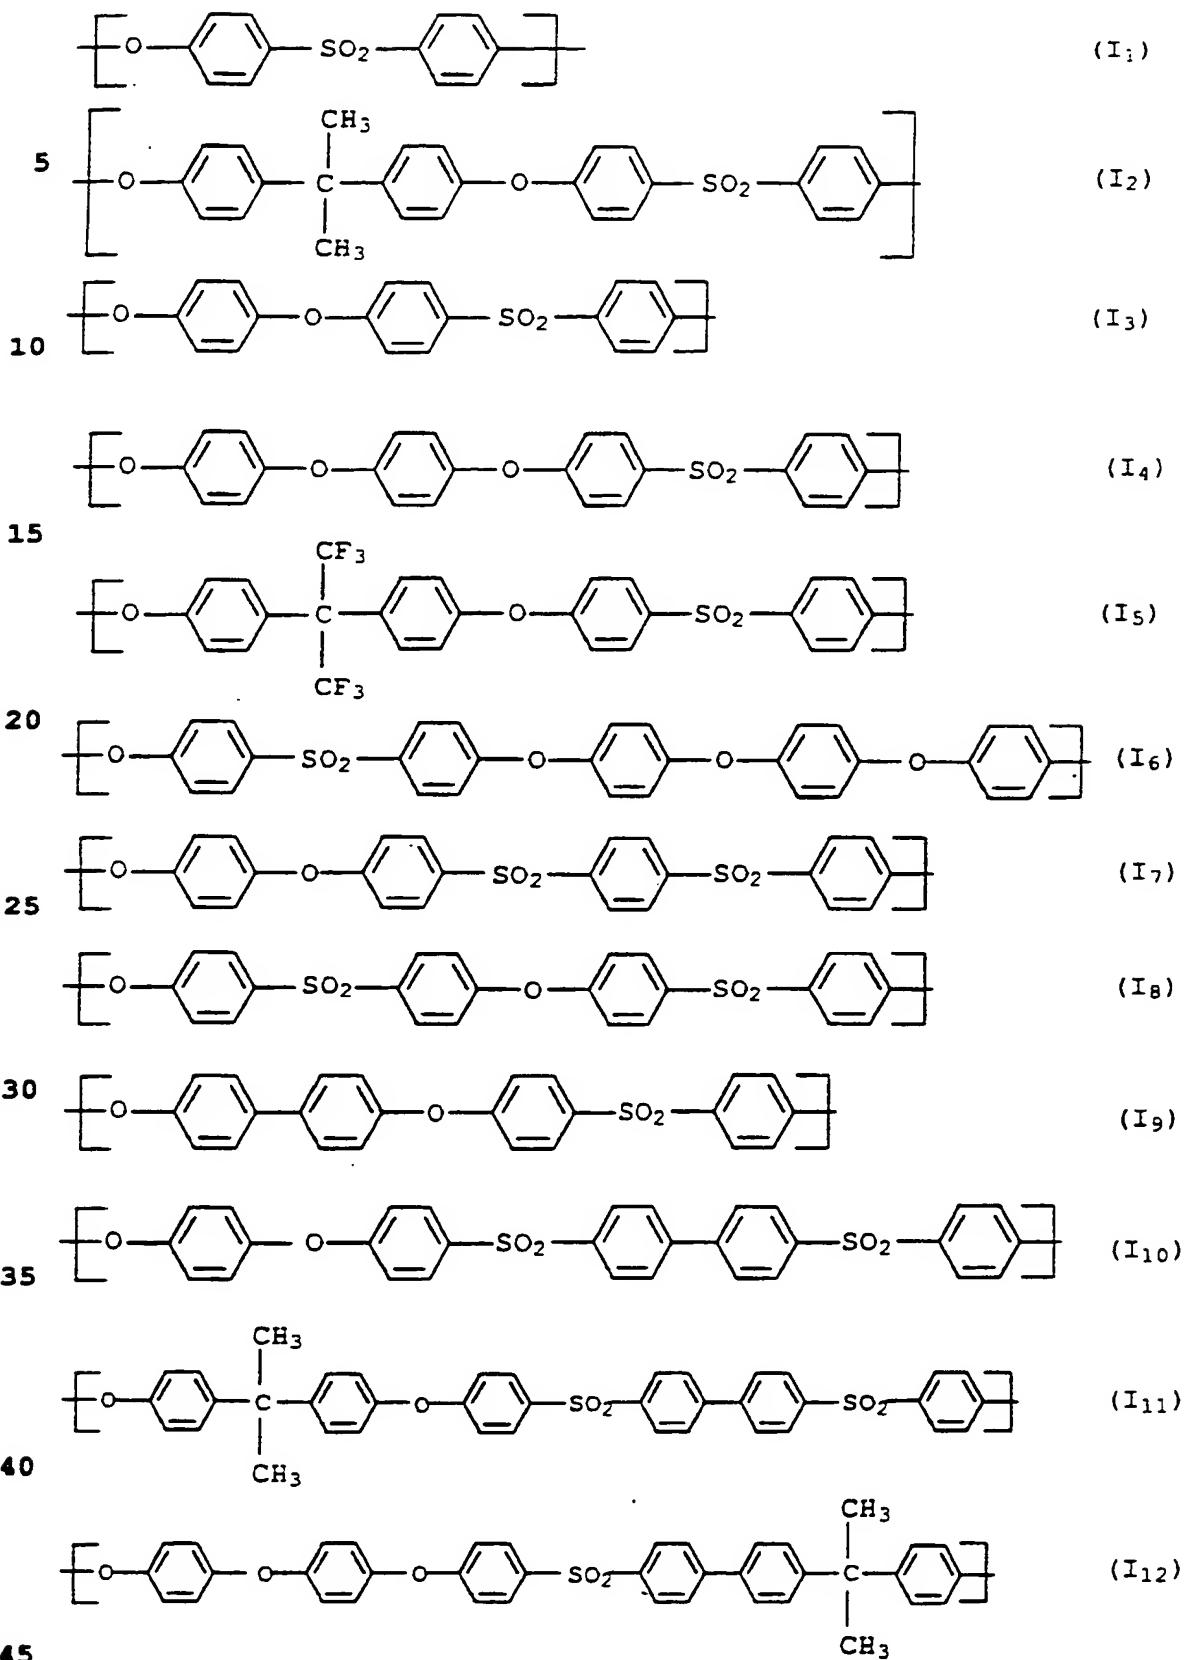 O SO₂ (I₁)
CH₃
5 O C O SO₂ (I₂)
CH₃
O O SO₂ (I₃)
10
O O O SO₂ (I₄)
15
CF₃
O C O SO₂ (I₅)
CF₃
20
O SO₂ O O O (I₆)
O O SO₂ SO₂ (I₇)
25
O SO₂ O SO₂ (I₈)
30
O O SO₂ (I₉)
O O SO₂ SO₂ (I₁₀)
35
CH₃
O C O SO₂ SO₂ (I₁₁)
40
CH₃
CH₃
O O O SO₂ C (I₁₂)
CH₃
45